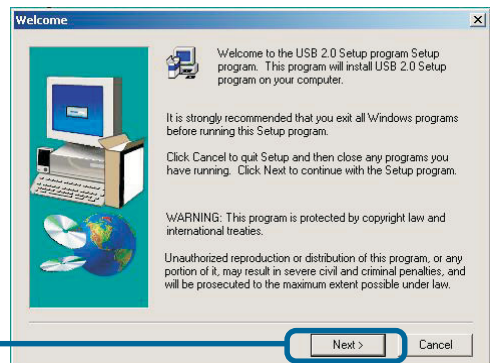 Welcome
Welcome to the USB 2.0 Setup program Setup
program. This program will install USB 2.0 Setup
program on your computer.
It is strongly recommended that you exit all Windows programs
before running this Setup program.
Click Cancel to quit Setup and then close any programs you
have running. Click Next to continue with the Setup program.
WARNING: This program is protected by copyright law and
international treaties.
Unauthorized reproduction or distribution of this program, or any
portion of it, may result in severe civil and criminal penalties, and
will be prosecuted to the maximum extent possible under law.
Next >
Cancel